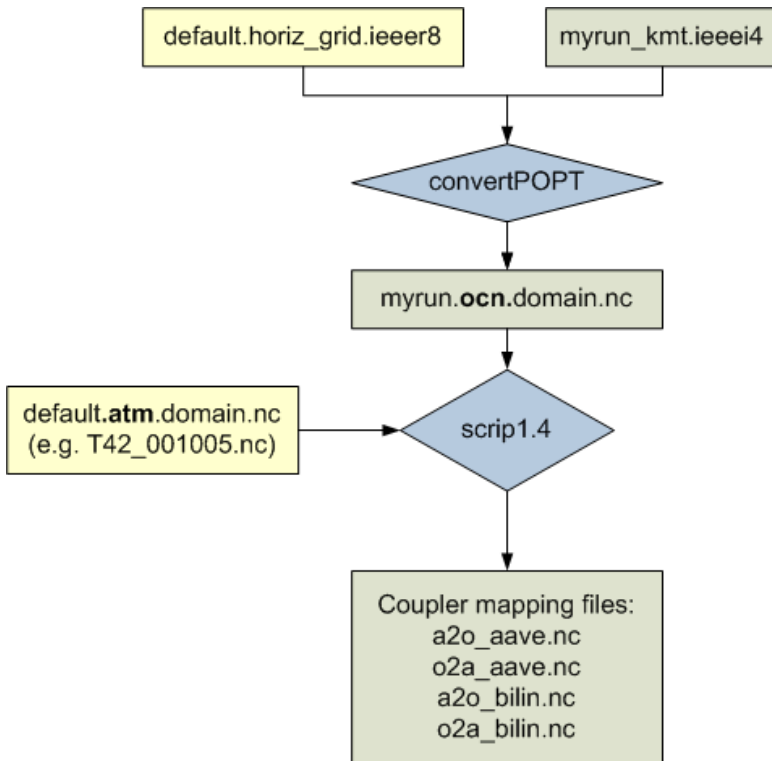 default.horiz_grid.ieeer8
myrun_kmt.ieeei4
convertPOPT
myrun.ocn.domain.nc
default.atm.domain.nc
(e.g. T42_001005.nc)
scrip1.4
Coupler mapping files:
a2o_aave.nc
o2a_aave.nc
a2o_bilin.nc
o2a_bilin.nc